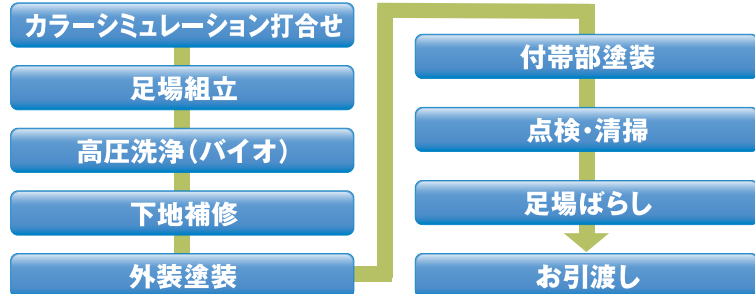 カラーシミュレーション打合せ
足場組立
高圧洗浄(バイオ)
下地補修
外装塗装
付帯部塗装
点検・清掃
足場ばらし
お引渡し